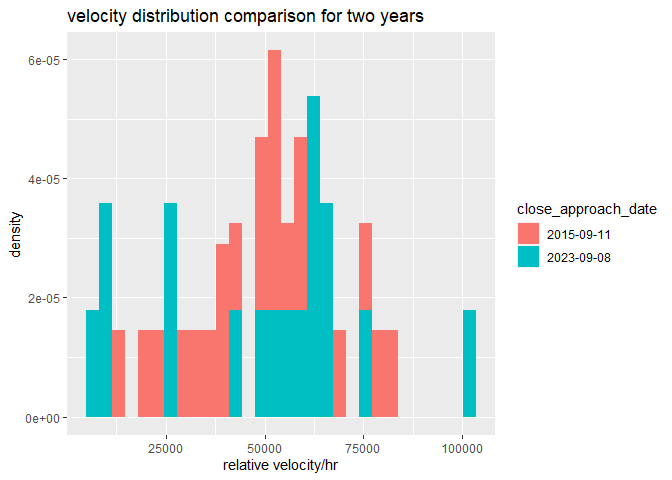 velocity distribution comparison for two years
6e-05
4e-05
2e-05
0e+00
density
25000 50000 75000 100000
relative velocity/hr
close_approach_date
2015-09-11
2023-09-08